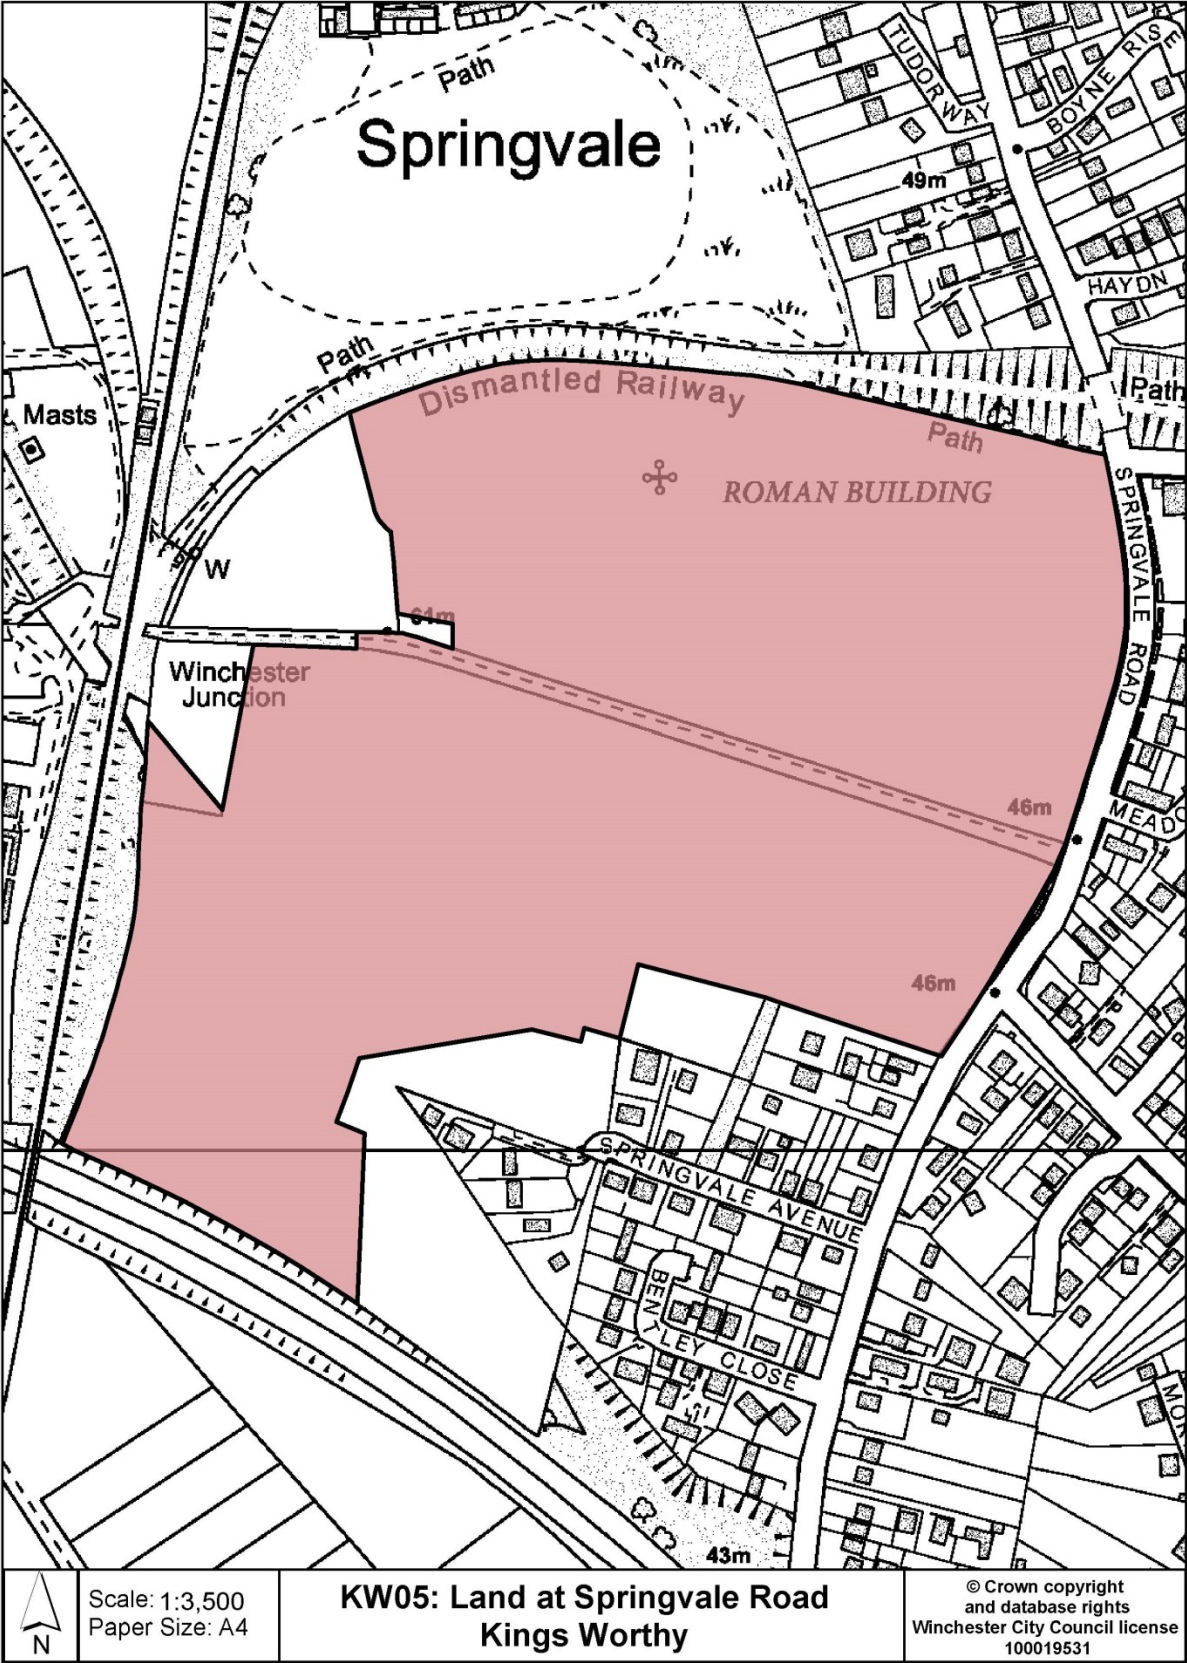 TUDORWAY
BOYNE RISE
Path
Springvale
49m
HAYDN
Path
Dismantled Railway
Path
Masts
Path
ROMAN BUILDING
SPRINGVALE ROAD
W
61m
Winchester
Junction
46m
MEAD
46m
SPRINGVALE AVENUE
BENTLEY CLOSE
43m
N
Scale: 1:3,500
Paper Size: A4
KW05: Land at Springvale Road
Kings Worthy
© Crown copyright
and database rights
Winchester City Council license
100019531